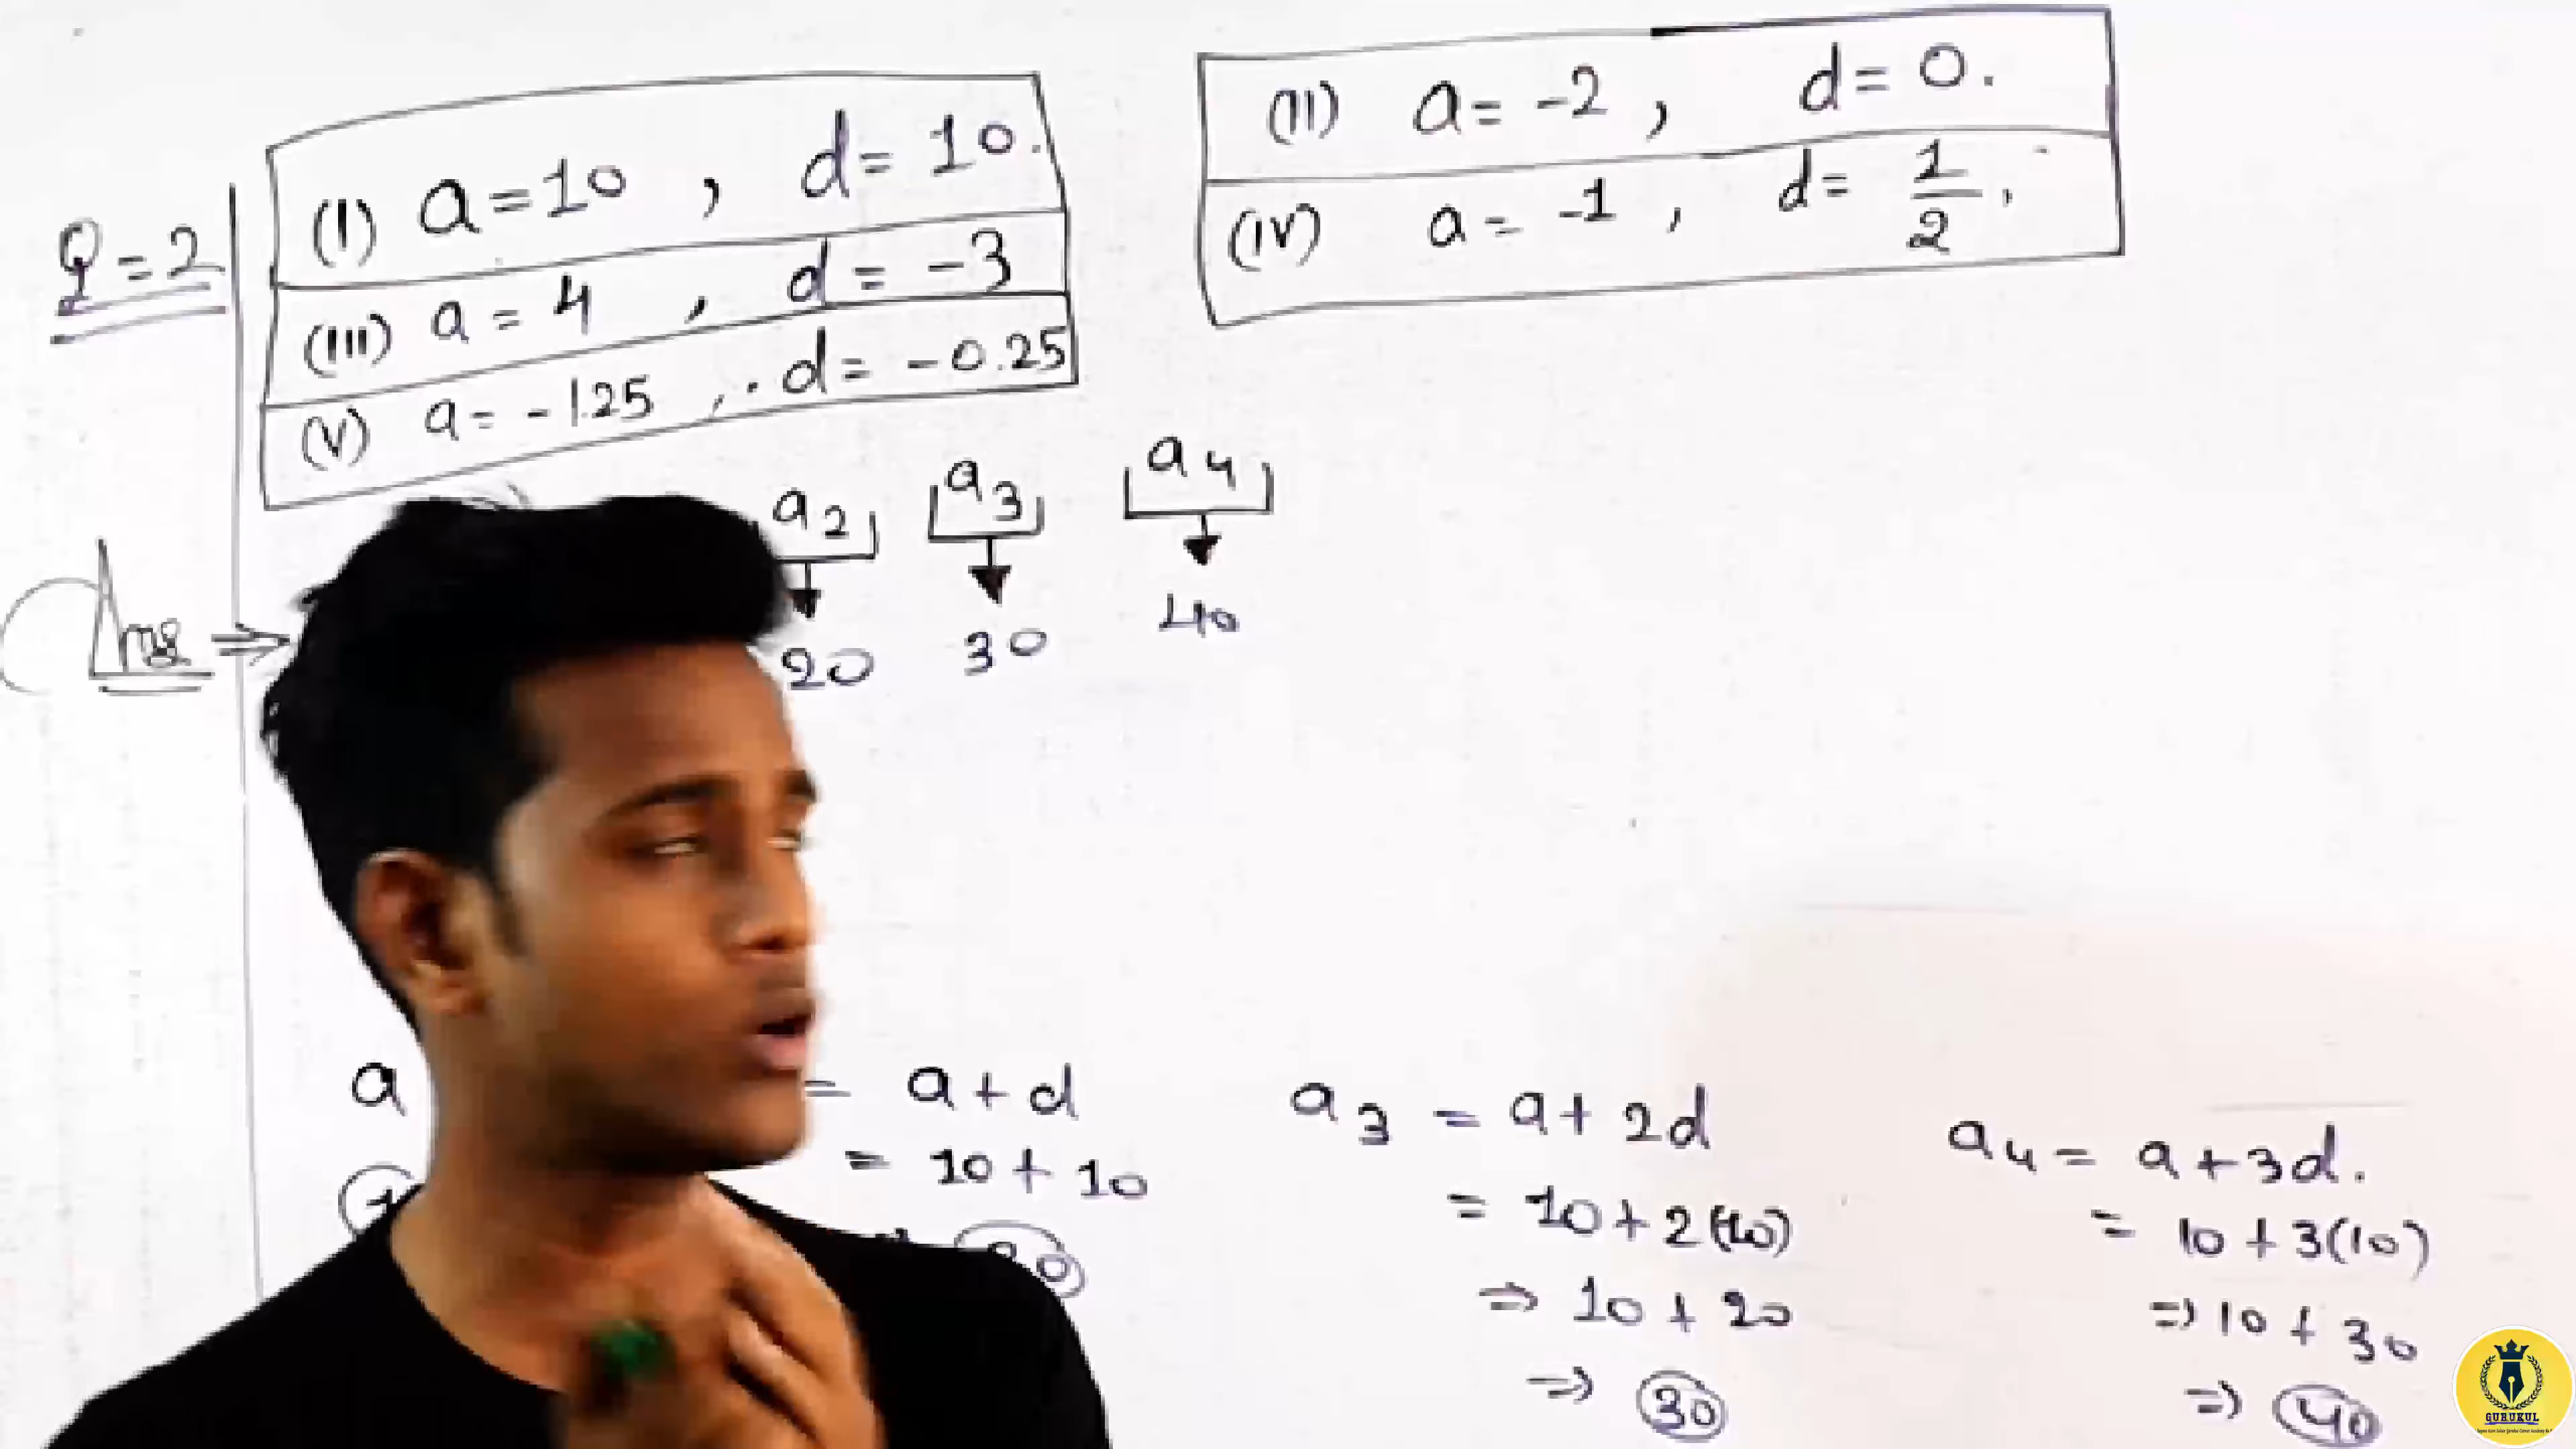 Q=2
(I) a=10 , d=10.
(II) a=-2 , d=0.
(III) a=4 , d=-3
(IV) a=-1 , d=1/2,
(V) a=-1.25 , d=-0.25
a2 a3 a4
Ans ⇒ 20 30 40
a = a+d
= 10+10
a3 = a+2d
= 10+2(10)
⇒ 10+20
⇒ 30
a4 = a+3d.
= 10+3(10)
⇒ 10+30
⇒ 40
GURUKUL